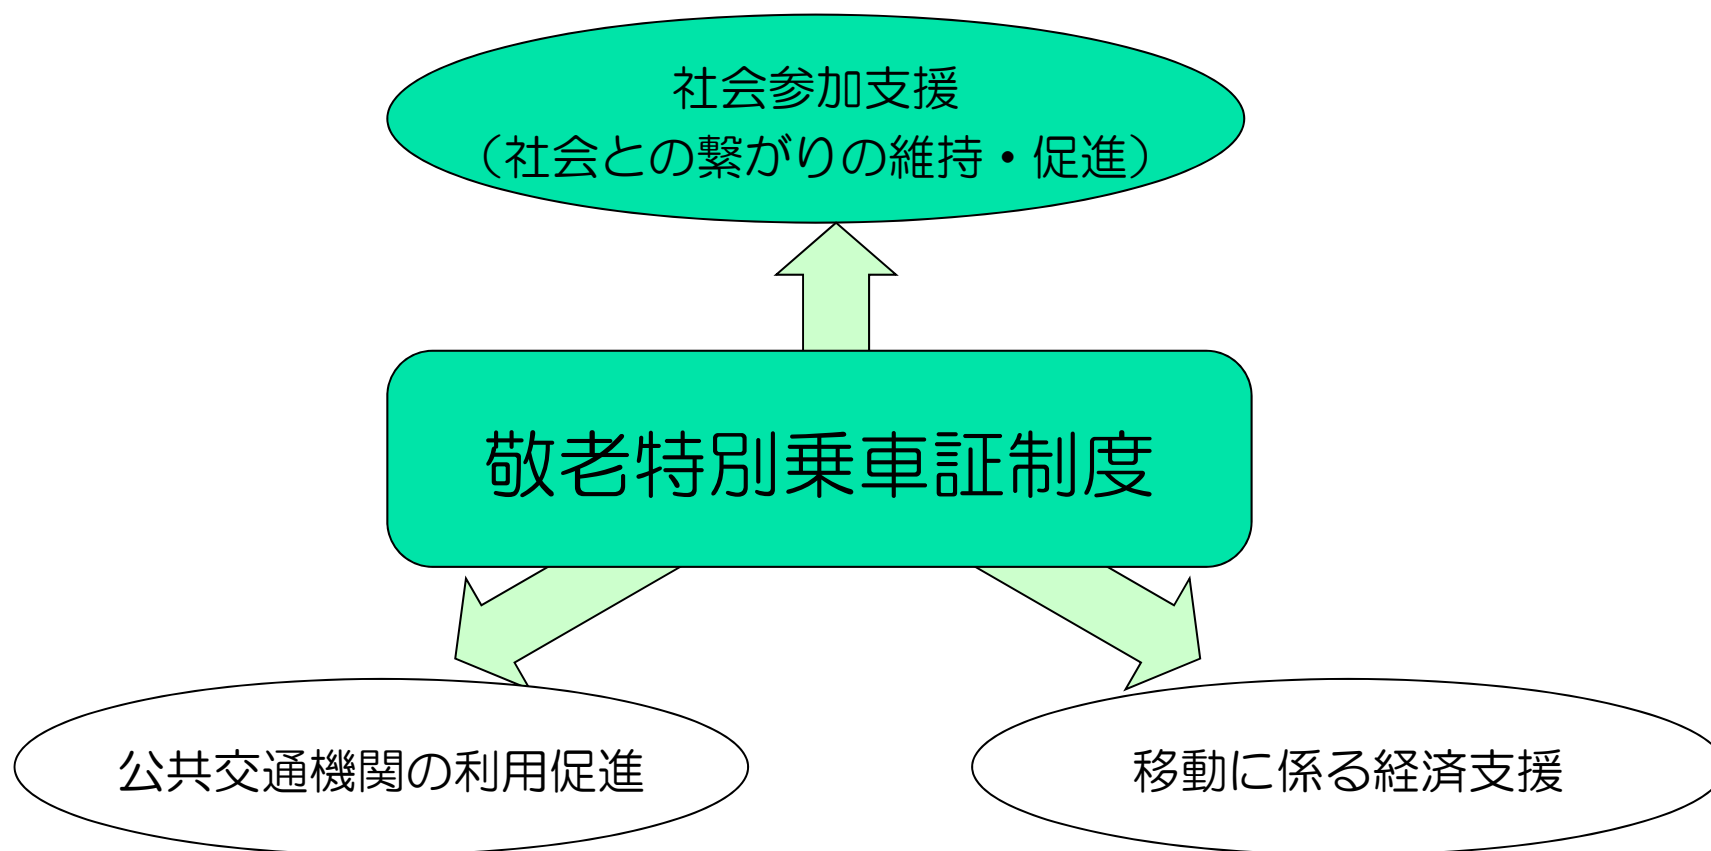 社会参加支援
（社会との繋がりの維持・促進）
敬老特別乗車証制度
公共交通機関の利用促進
移動に係る経済支援